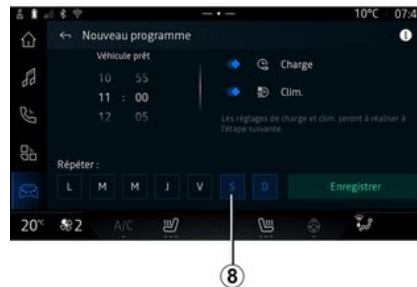 10°C 07:4
Nouveau programme
Véhicule prêt
10 55
11 : 00
12 05
Charge
Clim.
Les réglages de charge et clim. seront à réaliser à
l'étape suivante.
Répéter :
L M M J V S D
Enregistrer
20°C 2 A/C
8